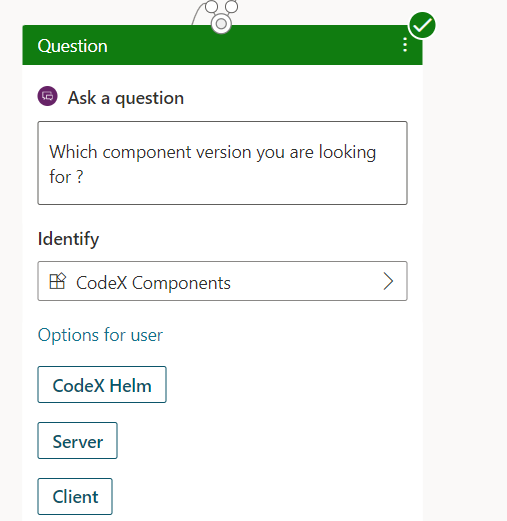 Question
Ask a question
Which component version you are looking
for ?
Identify
CodeX Components
Options for user
CodeX Helm
Server
Client